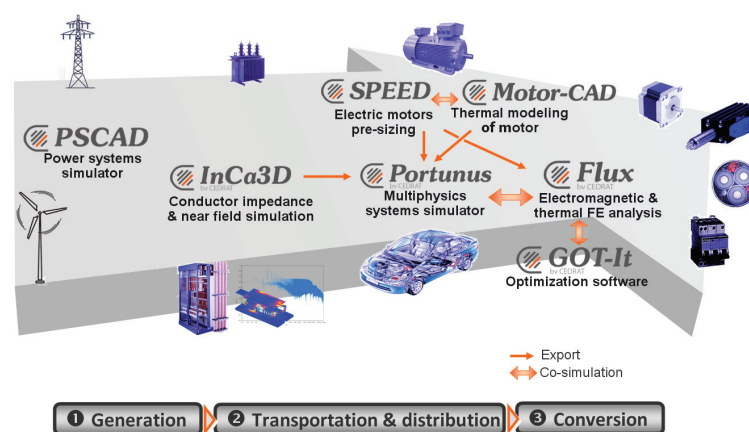 SPEED
Electric motors
pre-sizing
Motor-CAD
Thermal modeling
of motor
PSCAD
Power systems
simulator
InCa3D
by CEDRAT
Conductor impedance
& near field simulation
Portunus
by CEDRAT
Multiphysics
systems simulator
Flux
by CEDRAT
Electromagnetic &
thermal FE analysis
GOT-It
by CEDRAT
Optimization software
Export
Co-simulation
❶ Generation
❷ Transportation & distribution
❸ Conversion